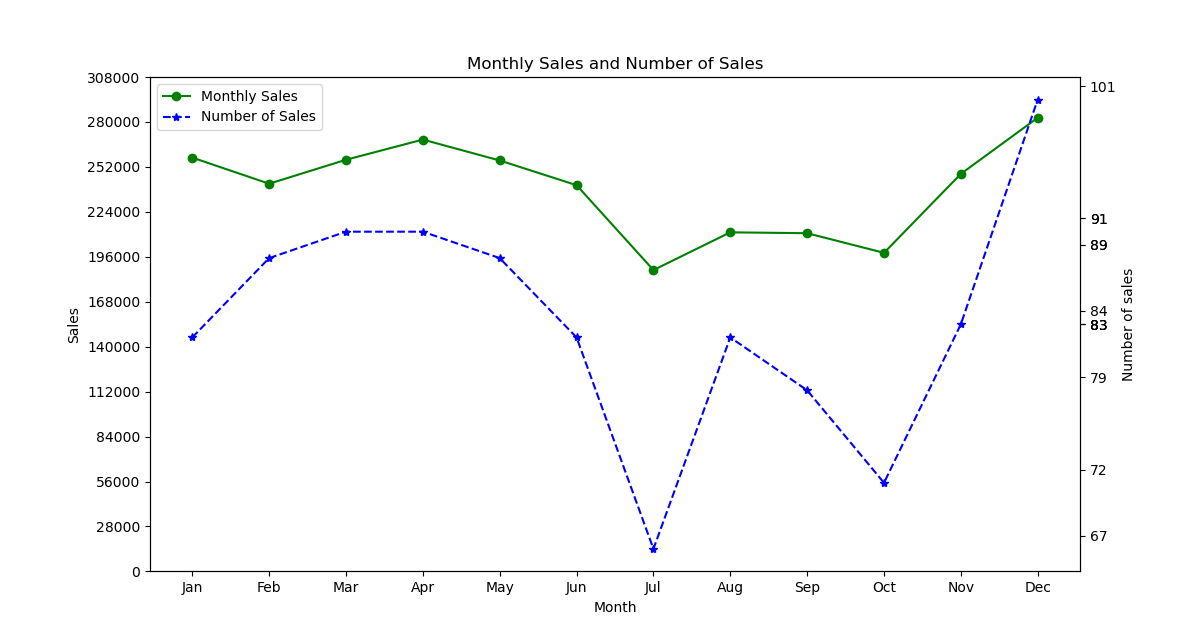 Monthly Sales and Number of Sales
Monthly Sales
Number of Sales
308000
280000
252000
224000
196000
168000
140000
112000
84000
56000
28000
0
Sales
101
91
89
84
83
79
72
67
Number of sales
Jan Feb Mar Apr May Jun Jul Aug Sep Oct Nov Dec
Month